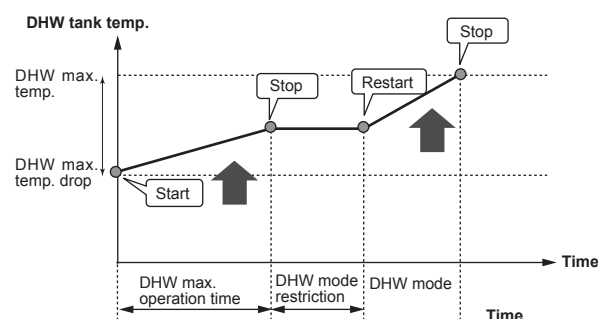 DHW tank temp.
Stop
DHW max.
temp.
Stop
Restart
DHW max.
temp. drop
Start
Time
DHW max.
operation time
DHW mode
restriction
DHW mode
Time